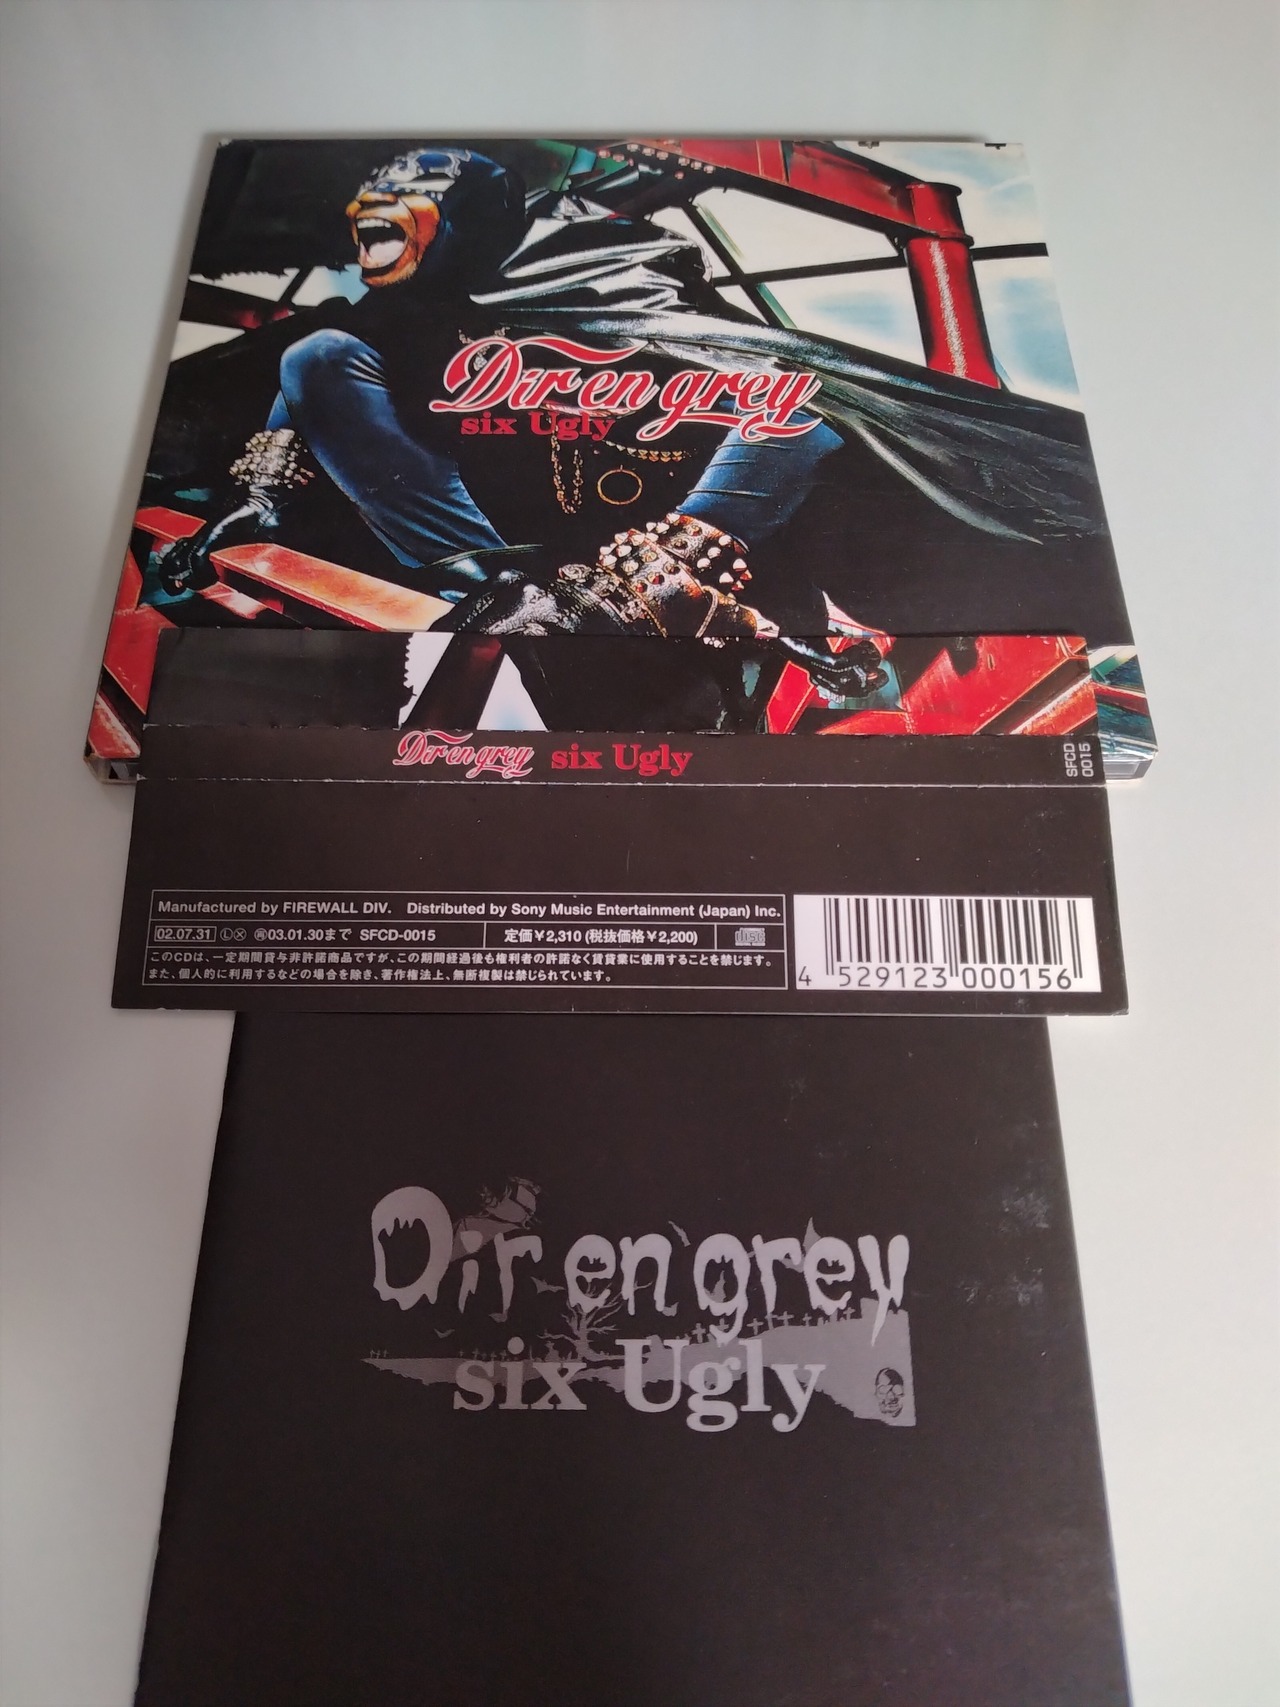 Dir en grey
six Ugly
Dir en grey six Ugly
SFCD
0015
Manufactured by FIREWALL DIV. Distributed by Sony Music Entertainment (Japan) Inc.
02.07.31 Ⓛ Ⓧ ㊢03.01.30まで SFCD-0015 定価¥2,310 (税抜価格¥2,200) disc
このCDは、一定期間貸与非許諾商品ですが、この期間経過後も権利者の許諾なく賃貸業に使用することを禁じます。
また、個人的に利用するなどの場合を除き、著作権法上、無断複製は禁じられています。
4 529123 000156
Dir en grey
six Ugly